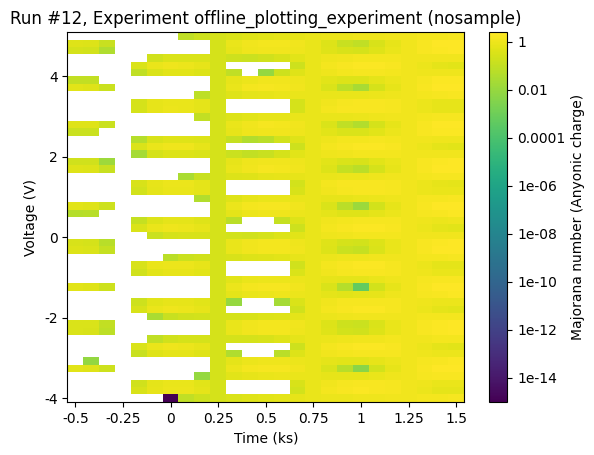 Run #12, Experiment offline_plotting_experiment (nosample)
4
2
0
-2
-4
Voltage (V)
-0.5 -0.25 0 0.25 0.5 0.75 1 1.25 1.5
Time (ks)
1
0.01
0.0001
1e-06
1e-08
1e-10
1e-12
1e-14
Majorana number (Anyonic charge)